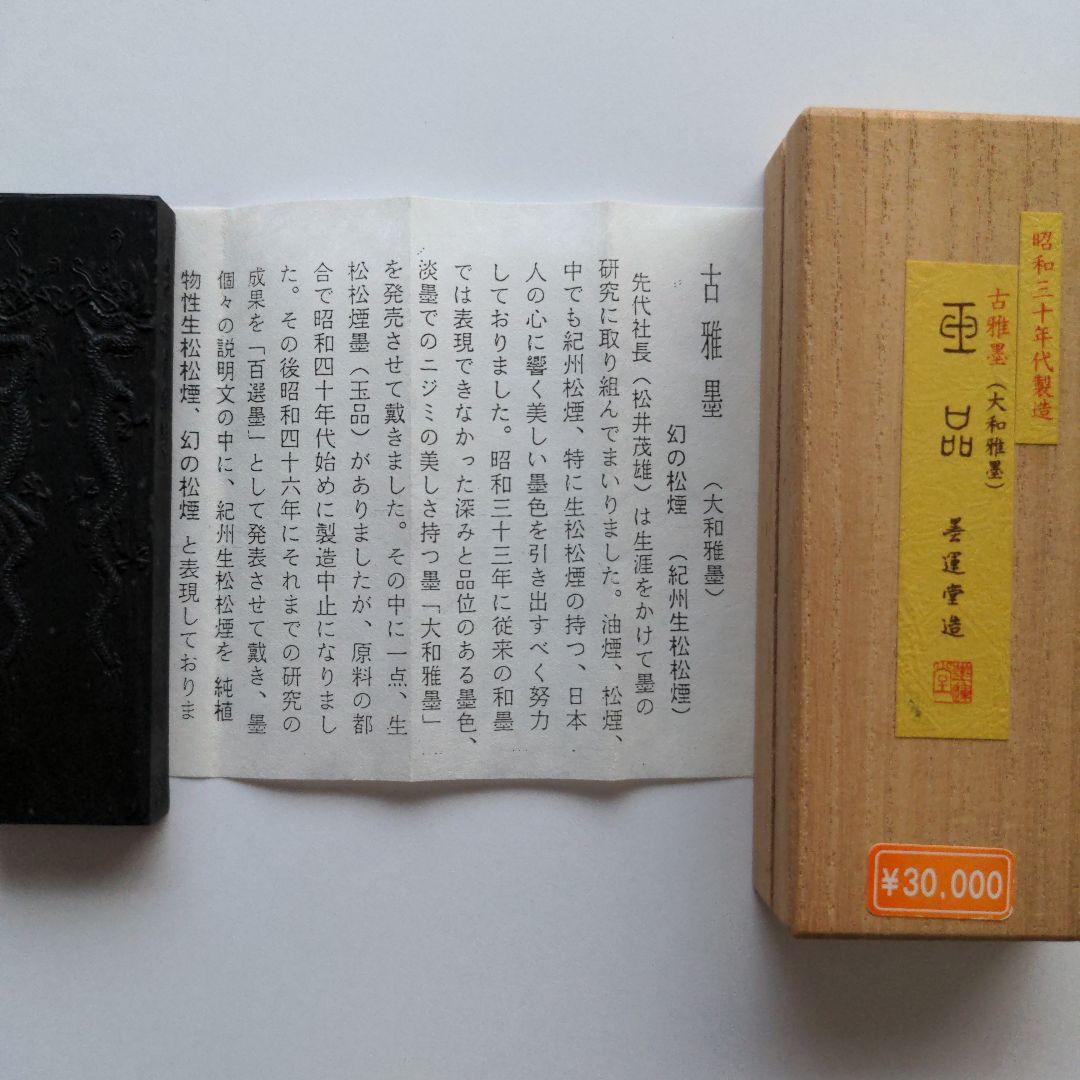 昭和三十年代製造
古雅墨（大和雅墨）
品
墨運堂造
墨運堂
¥30,000
古雅墨（大和雅墨）
幻の松煙（紀州生松松煙）
先代社長（松井茂雄）は生涯をかけて墨の
研究に取り組んでまいりました。油煙、松煙、
中でも紀州松煙、特に生松松煙の持つ、日本
人の心に響く美しい墨色を引き出すべく努力
しておりました。昭和三十三年に従来の和墨
では表現できなかった深みと品位のある墨色、
淡墨でのニジミの美しさ持つ墨「大和雅墨」
を発売させて戴きました。その中に一点、生
松松煙墨（玉品）がありましたが、原料の都
合で昭和四十年代始めに製造中止になりまし
た。その後昭和四十六年にそれまでの研究の
成果を「百選墨」として発表させて戴き、墨
個々の説明文の中に、紀州生松松煙を 純植
物性生松松煙、幻の松煙 と表現しておりま